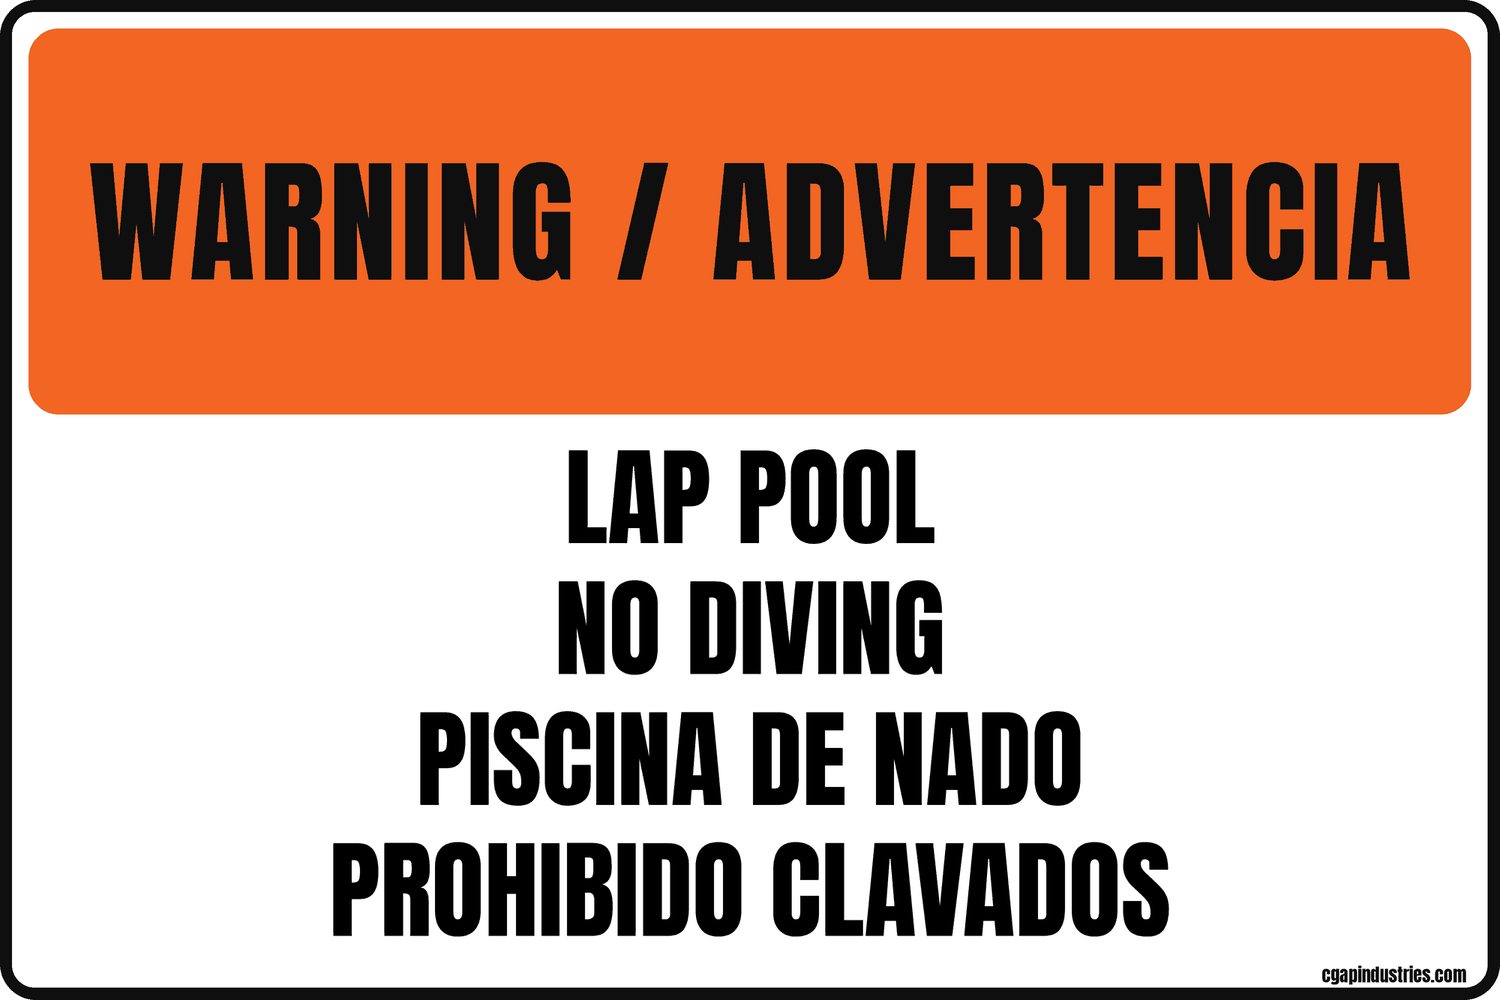 WARNING / ADVERTENCIA
LAP POOL
NO DIVING
PISCINA DE NADO
PROHIBIDO CLAVADOS
cgapindustries.com